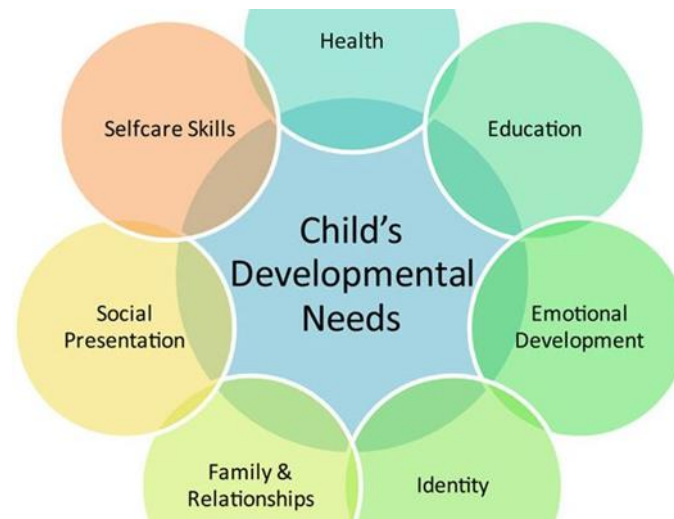 Health
Selfcare Skills
Education
Child's
Developmental
Needs
Social
Presentation
Emotional
Development
Family &
Relationships
Identity